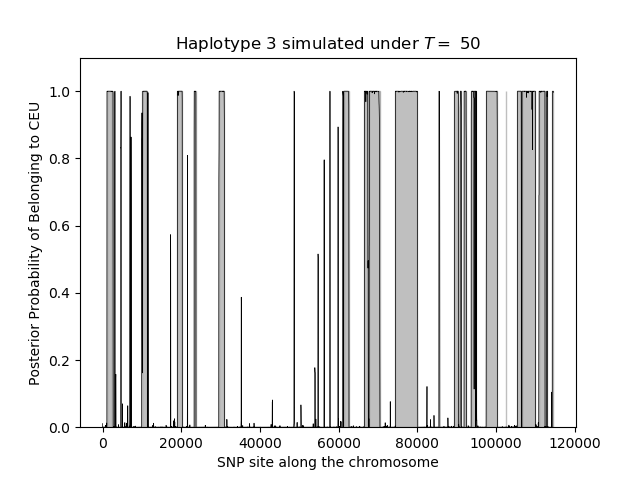 Haplotype 3 simulated under T = 50
Posterior Probability of Belonging to CEU
1.0
0.8
0.6
0.4
0.2
0.0
0 20000 40000 60000 80000 100000 120000
SNP site along the chromosome